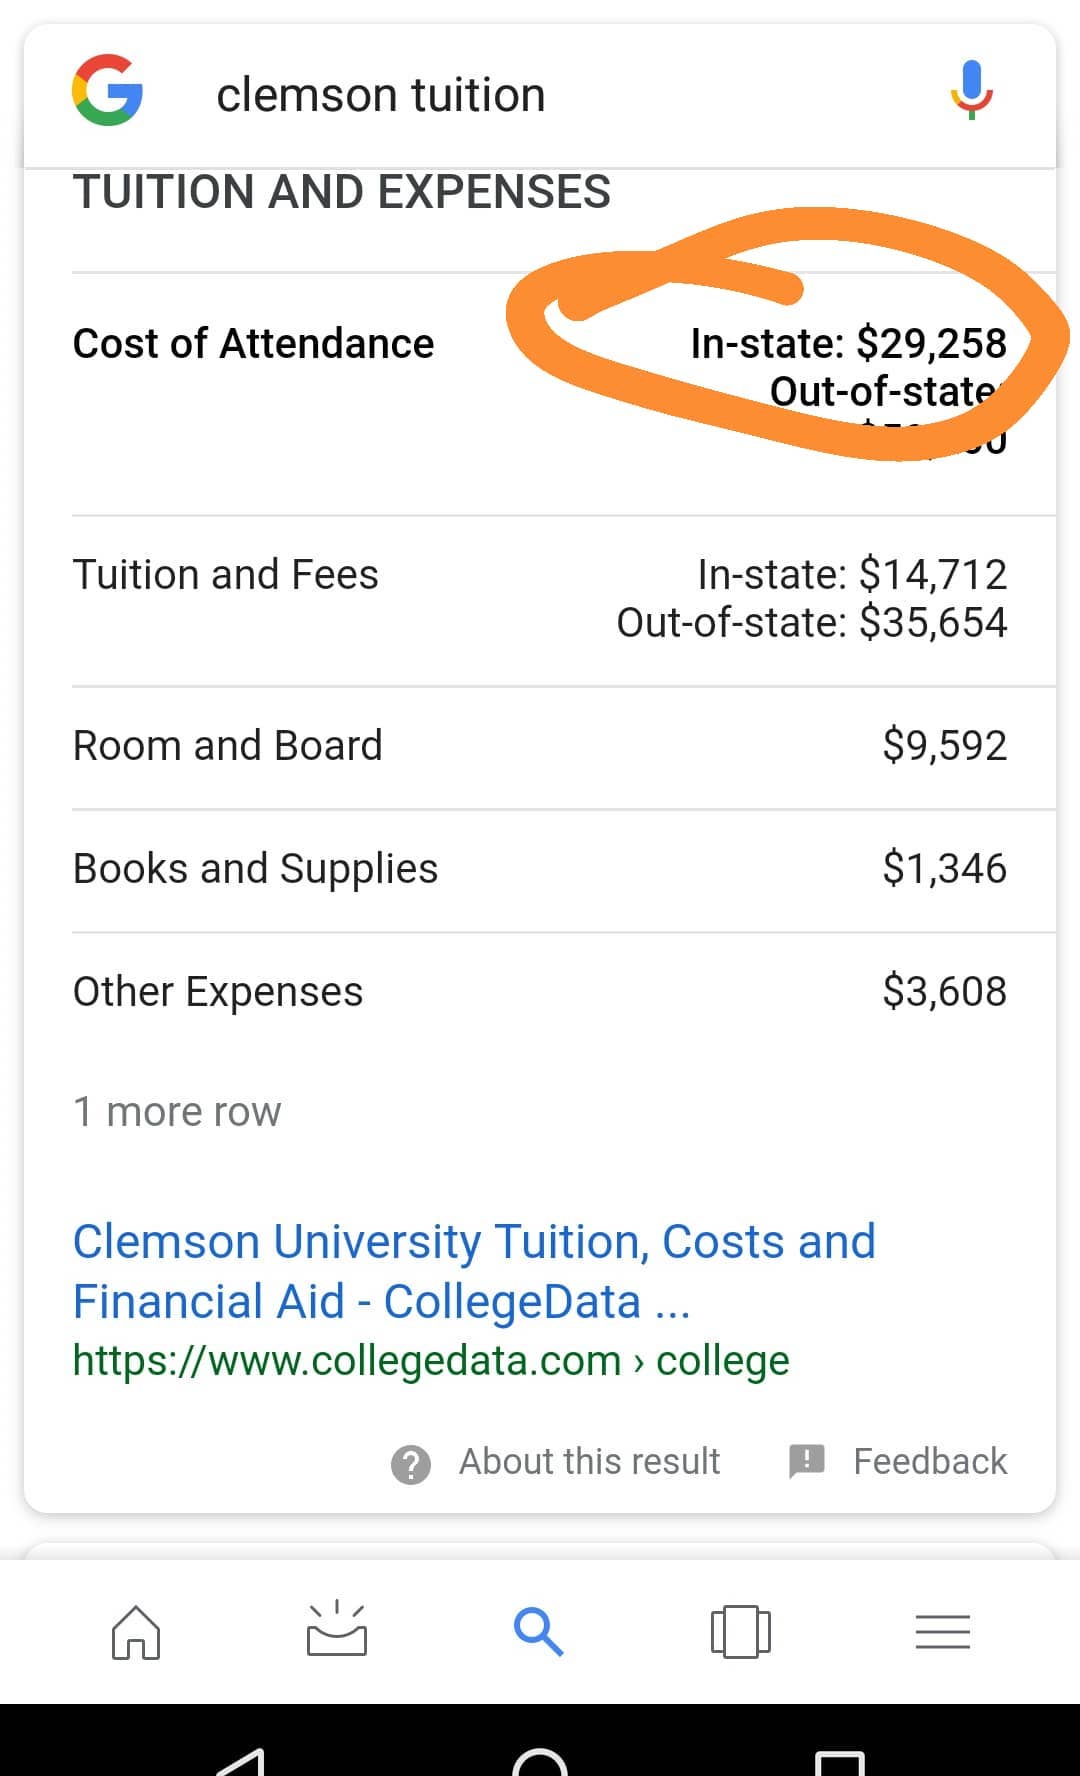 clemson tuition
TUITION AND EXPENSES
Cost of Attendance
In-state: $29,258
Out-of-state:
Tuition and Fees
In-state: $14,712
Out-of-state: $35,654
Room and Board
$9,592
Books and Supplies
$1,346
Other Expenses
$3,608
1 more row
Clemson University Tuition, Costs and
Financial Aid - CollegeData ...
https://www.collegedata.com › college
About this result
Feedback